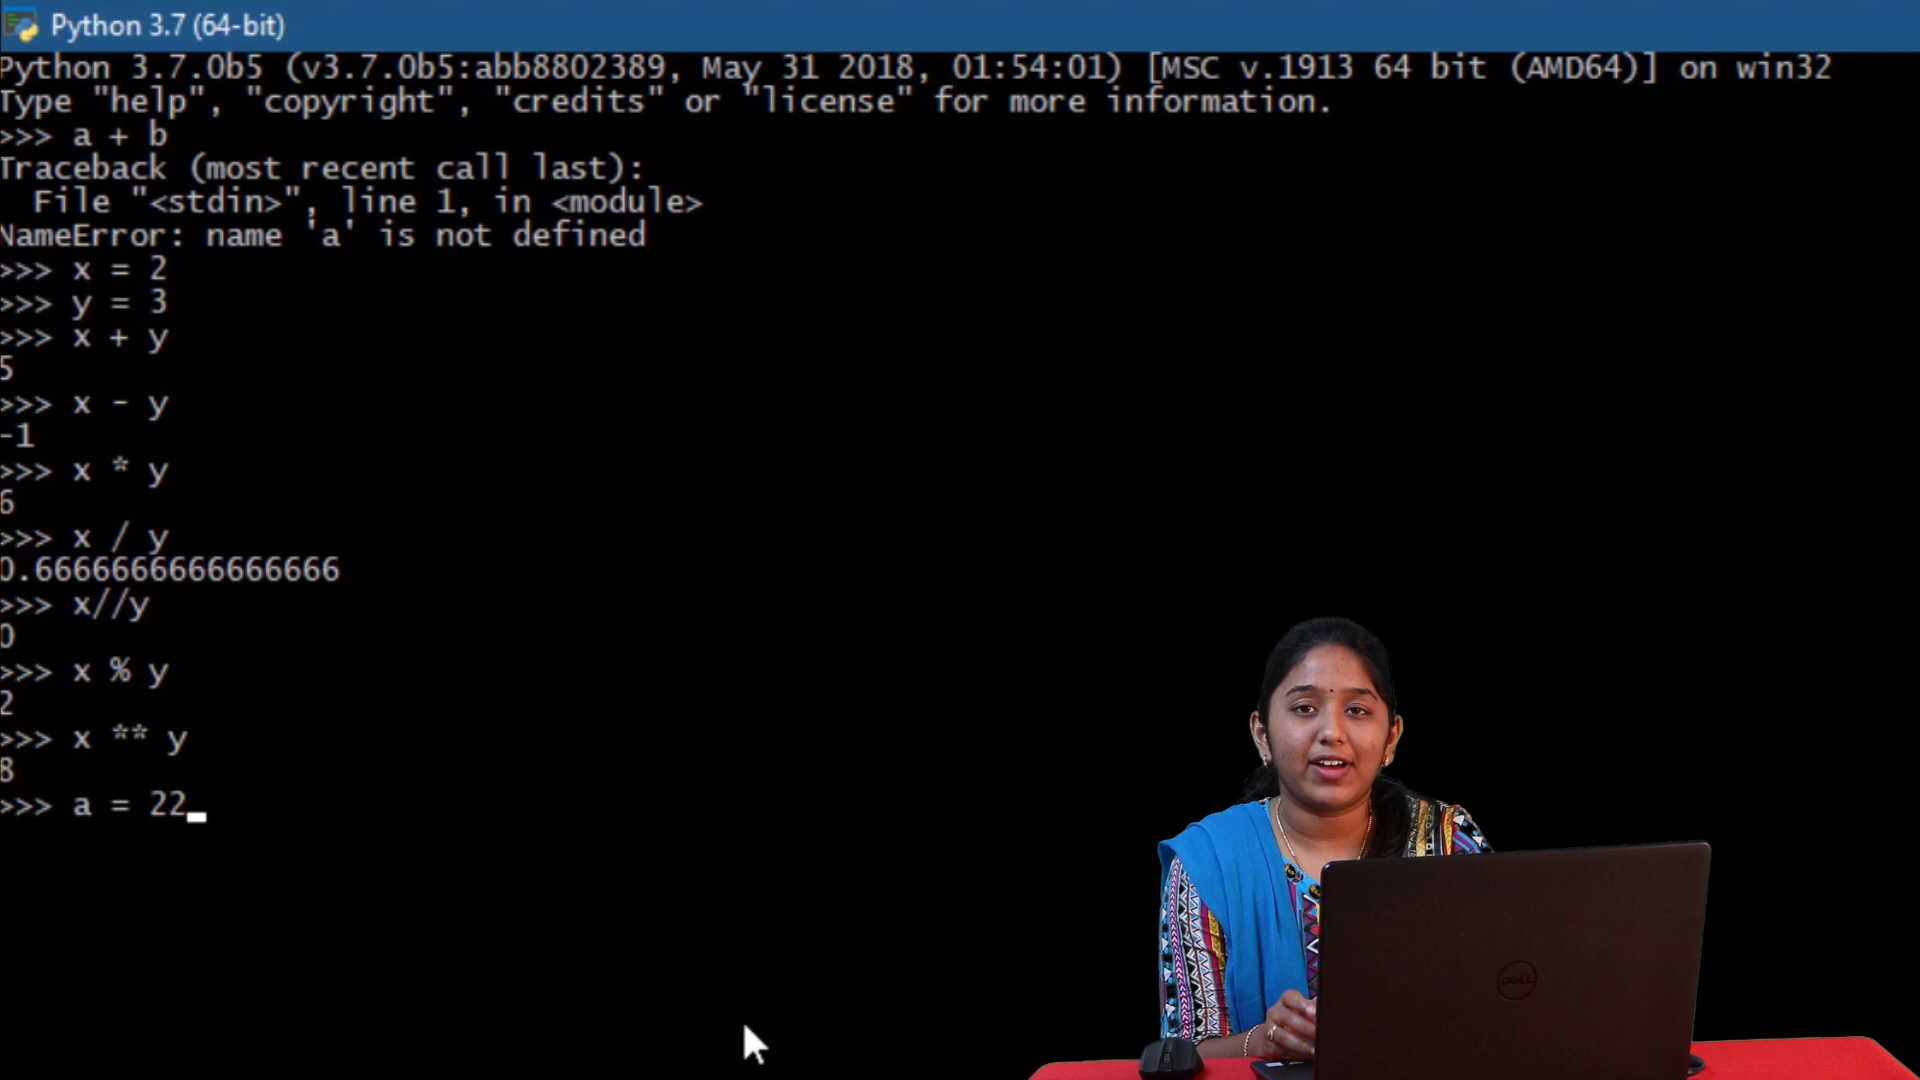 Python 3.7 (64-bit)
Python 3.7.0b5 (v3.7.0b5:abb8802389, May 31 2018, 01:54:01) [MSC v.1913 64 bit (AMD64)] on win32
Type "help", "copyright", "credits" or "license" for more information.
>>> a + b
Traceback (most recent call last):
  File "<stdin>", line 1, in <module>
NameError: name 'a' is not defined
>>> x = 2
>>> y = 3
>>> x + y
5
>>> x - y
-1
>>> x * y
6
>>> x / y
0.6666666666666666
>>> x//y
0
>>> x % y
2
>>> x ** y
8
>>> a = 22
DELL